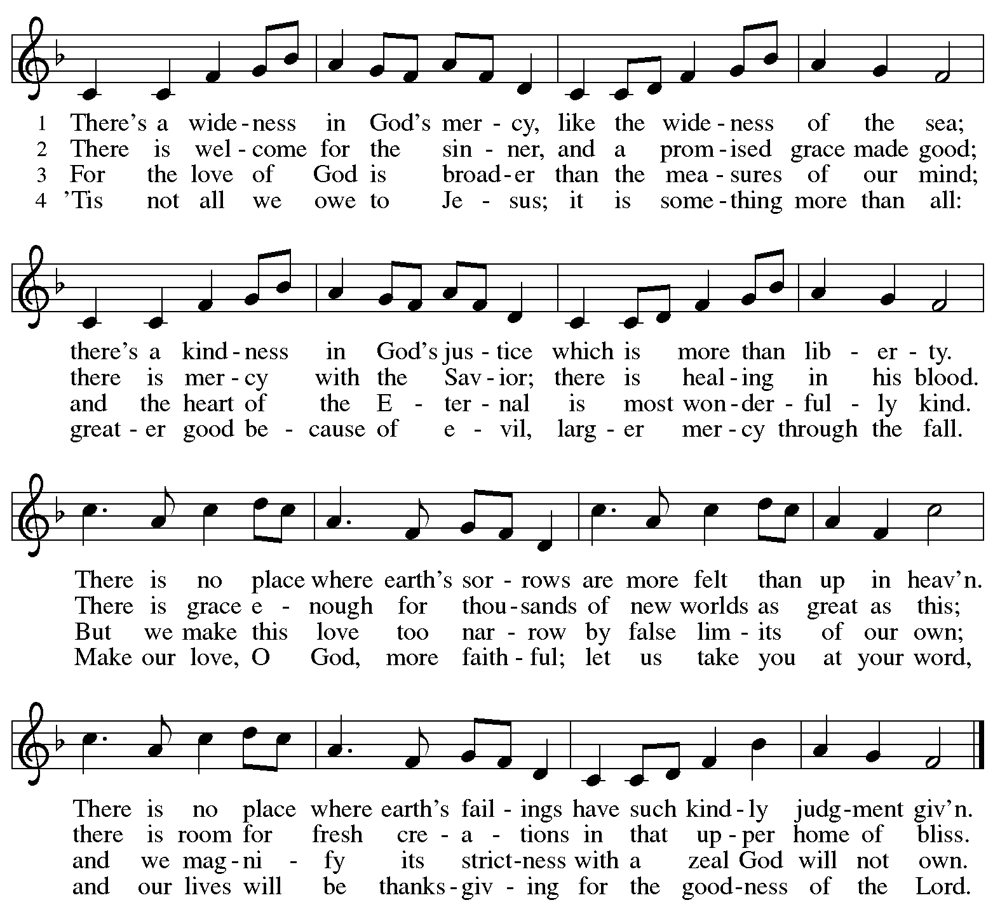 1 There's a wide - ness in God's mer - cy, like the wide - ness of the sea;
2 There is wel - come for the sin - ner, and a prom - ised grace made good;
3 For the love of God is broad - er than the mea - sures of our mind;
4 'Tis not all we owe to Je - sus; it is some - thing more than all:
there's a kind - ness in God's jus - tice which is more than lib - er - ty.
there is mer - cy with the Sav - ior; there is heal - ing in his blood.
and the heart of the E - ter - nal is most won - der - ful - ly kind.
great - er good be - cause of e - vil, larg - er mer - cy through the fall.
There is no place where earth's sor - rows are more felt than up in heav'n.
There is grace e - nough for thou - sands of new worlds as great as this;
But we make this love too nar - row by false lim - its of our own;
Make our love, O God, more faith - ful; let us take you at your word,
There is no place where earth's fail - ings have such kind - ly judg - ment giv'n.
there is room for fresh cre - a - tions in that up - per home of bliss.
and we mag - ni - fy its strict - ness with a zeal God will not own.
and our lives will be thanks - giv - ing for the good - ness of the Lord.